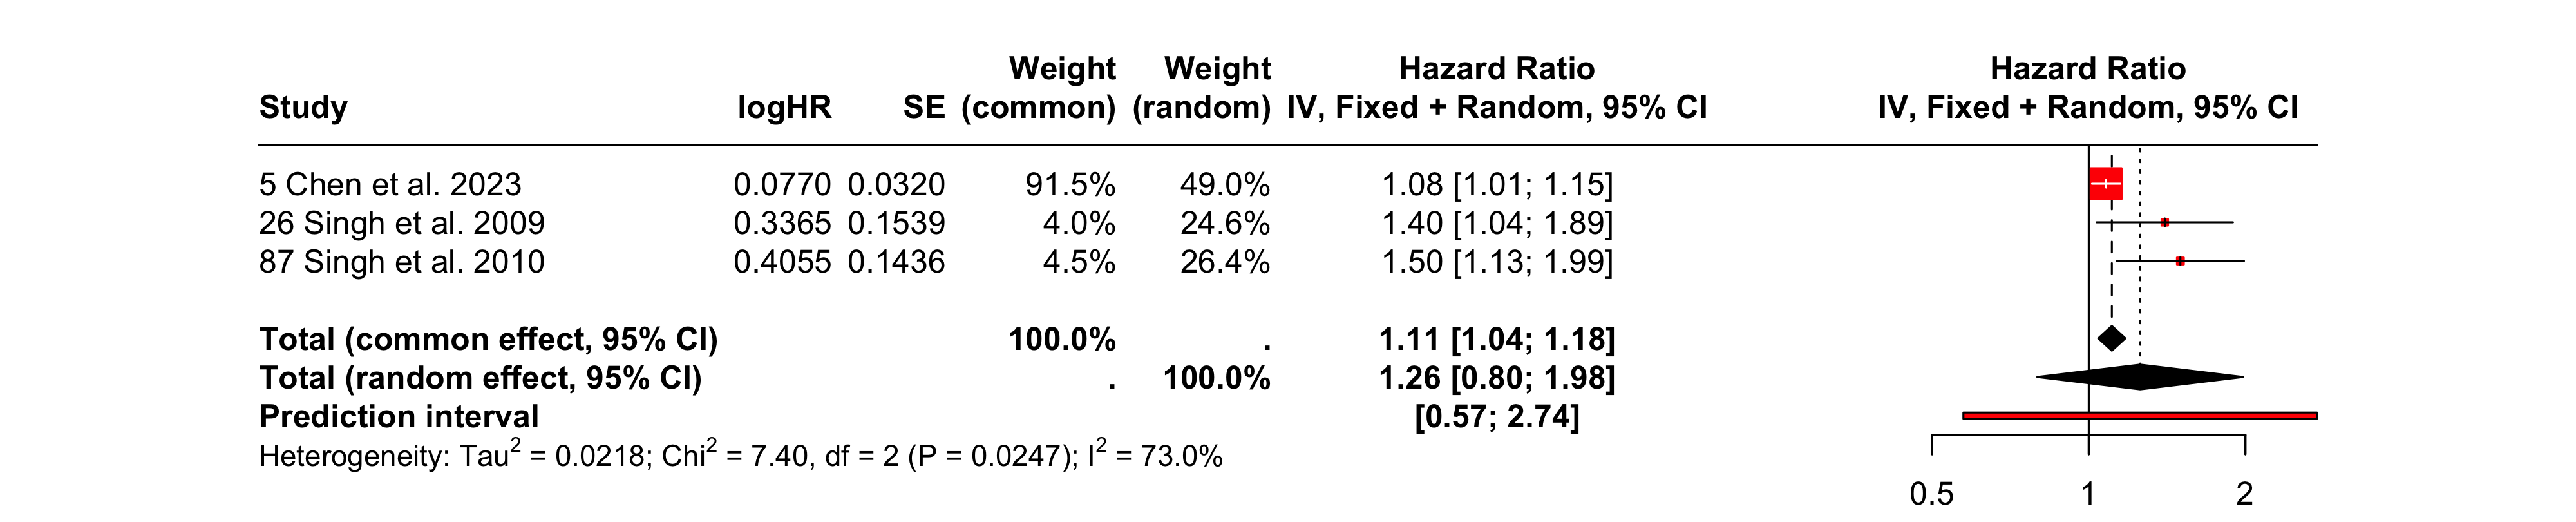 Weight Weight Hazard Ratio Hazard Ratio
Study logHR SE (common) (random) IV, Fixed + Random, 95% CI IV, Fixed + Random, 95% CI
5 Chen et al. 2023 0.0770 0.0320 91.5% 49.0% 1.08 [1.01; 1.15]
26 Singh et al. 2009 0.3365 0.1539 4.0% 24.6% 1.40 [1.04; 1.89]
87 Singh et al. 2010 0.4055 0.1436 4.5% 26.4% 1.50 [1.13; 1.99]
Total (common effect, 95% CI) 100.0% . 1.11 [1.04; 1.18]
Total (random effect, 95% CI) . 100.0% 1.26 [0.80; 1.98]
Prediction interval [0.57; 2.74]
Heterogeneity: Tau² = 0.0218; Chi² = 7.40, df = 2 (P = 0.0247); I² = 73.0%
0.5 1 2